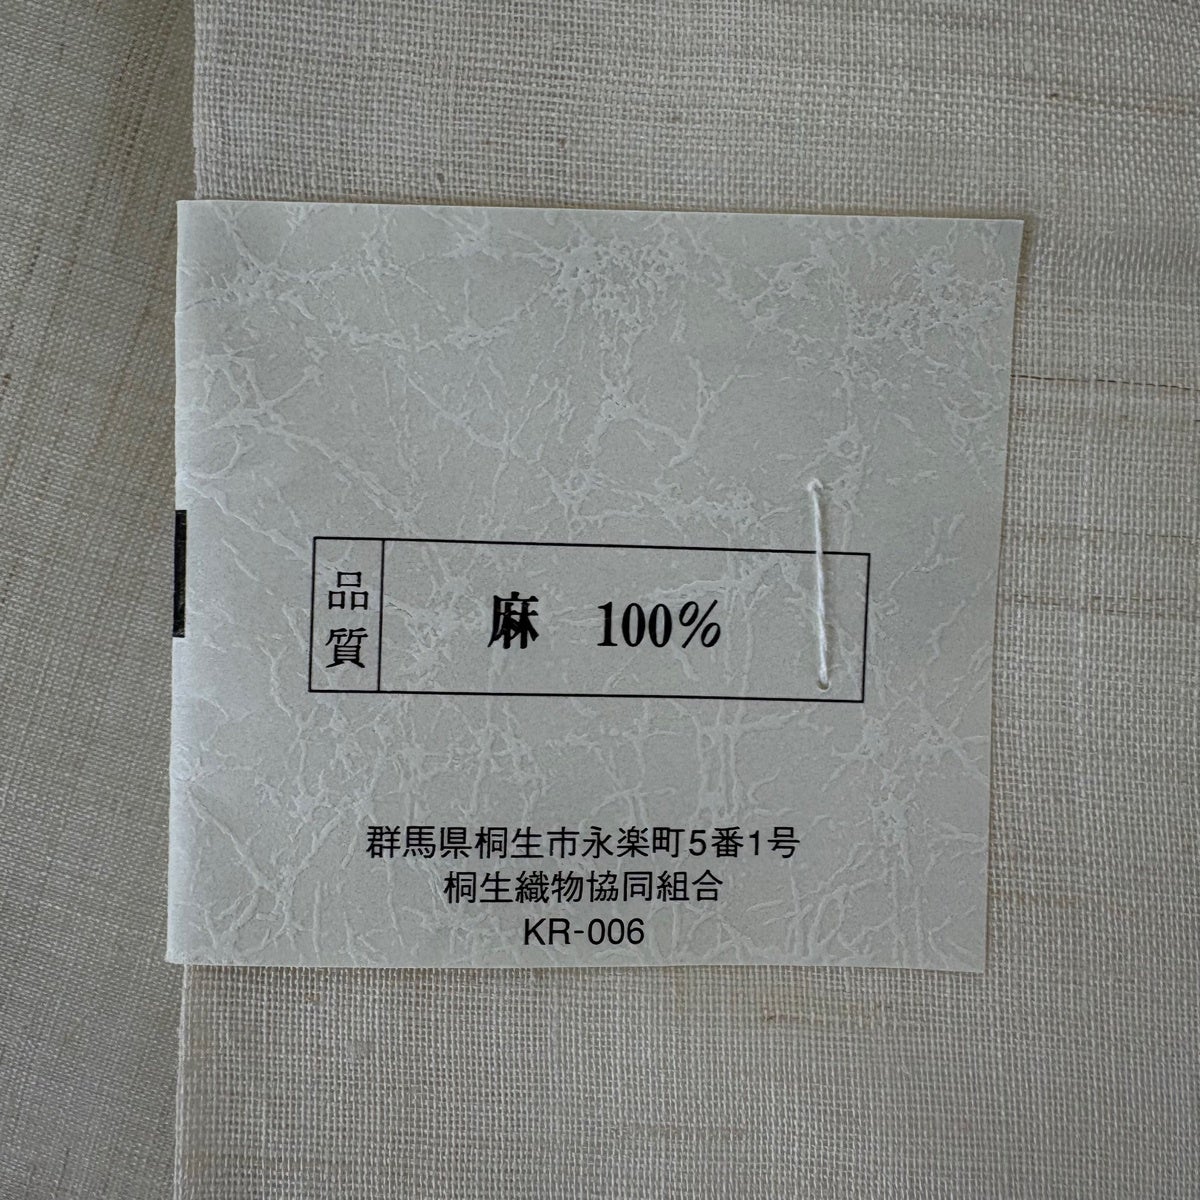 品質
麻 100%
群馬県桐生市永楽町5番1号
桐生織物協同組合
KR-006